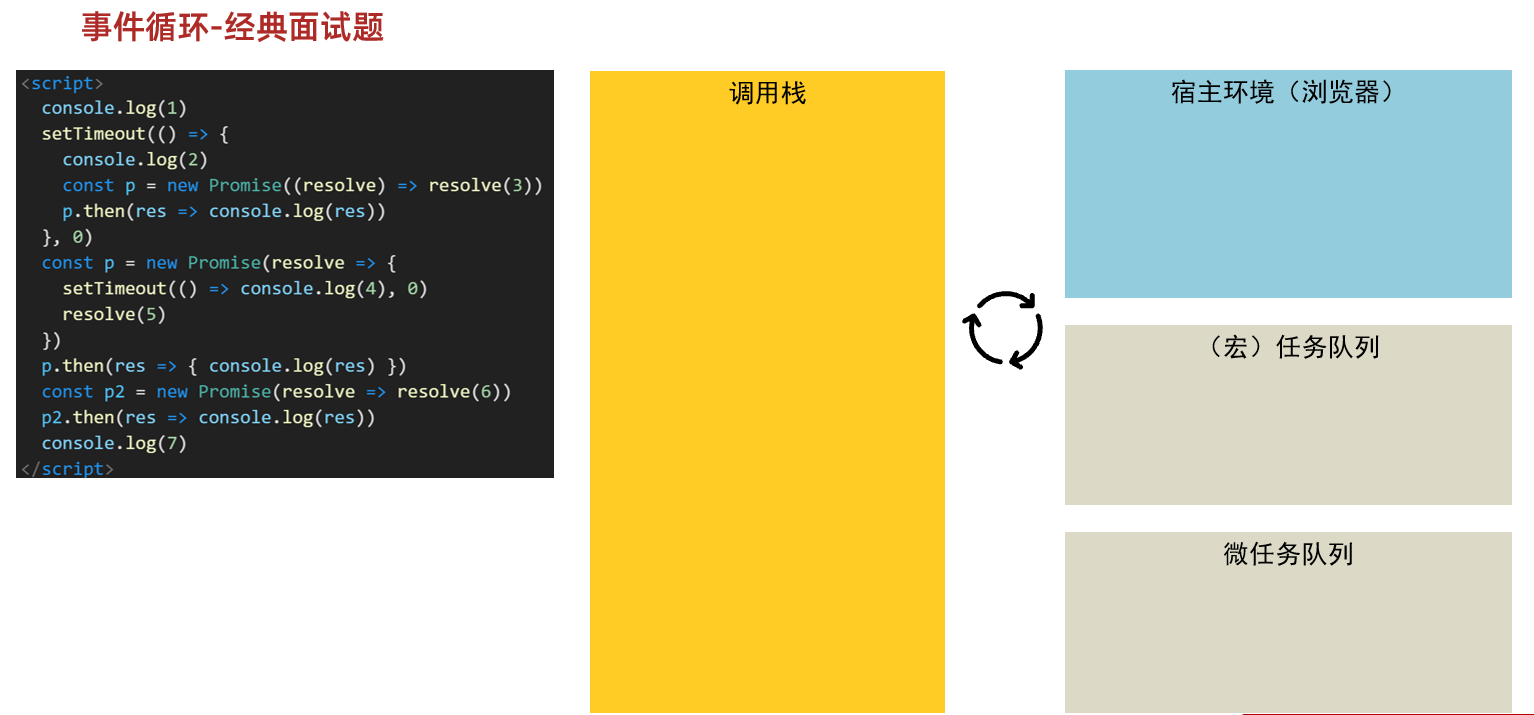 事件循环-经典面试题
<script>
  console.log(1)
  setTimeout(() => {
    console.log(2)
    const p = new Promise((resolve) => resolve(3))
    p.then(res => console.log(res))
  }, 0)
  const p = new Promise(resolve => {
    setTimeout(() => console.log(4), 0)
    resolve(5)
  })
  p.then(res => { console.log(res) })
  const p2 = new Promise(resolve => resolve(6))
  p2.then(res => console.log(res))
  console.log(7)
</script>
调用栈
宿主环境（浏览器）
（宏）任务队列
微任务队列